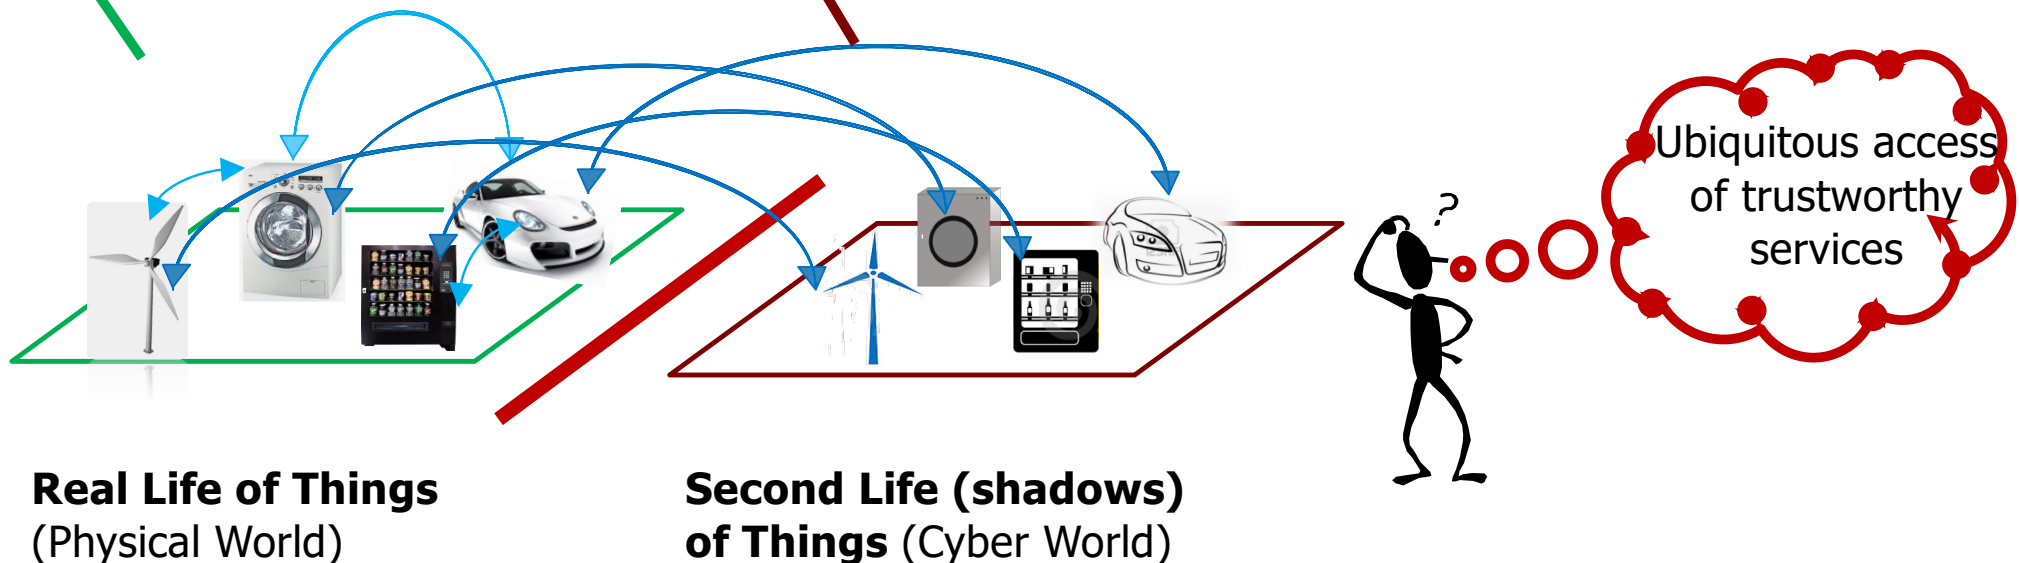 ?
Ubiquitous access
of trustworthy
services
Real Life of Things
(Physical World)
Second Life (shadows)
of Things (Cyber World)